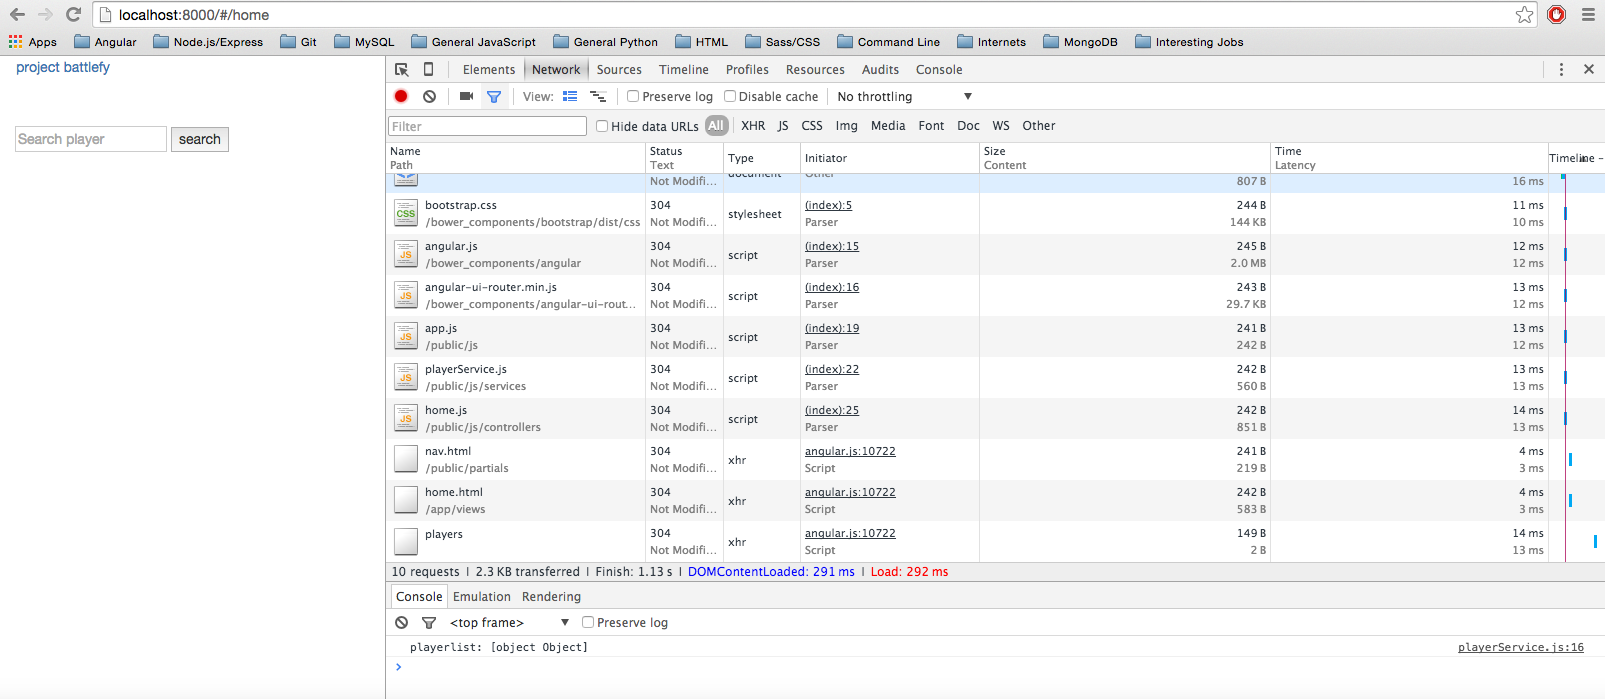 localhost:8000/#/home
Apps Angular Node.js/Express Git MySQL General JavaScript General Python HTML Sass/CSS Command Line Internets MongoDB Interesting Jobs
project battlefy
Search player search
Elements Network Sources Timeline Profiles Resources Audits Console
View: Preserve log Disable cache No throttling
Filter Hide data URLs All XHR JS CSS Img Media Font Doc WS Other
Name Status Type Initiator Size Time Timeline
Path Text Content Latency
document Other
Not Modifi... 807 B 16 ms
bootstrap.css 304 stylesheet (index):5 244 B 11 ms
/bower_components/bootstrap/dist/css Not Modifi... Parser 144 KB 10 ms
angular.js 304 script (index):15 245 B 12 ms
/bower_components/angular Not Modifi... Parser 2.0 MB 12 ms
angular-ui-router.min.js 304 script (index):16 243 B 13 ms
/bower_components/angular-ui-rout... Not Modifi... Parser 29.7 KB 12 ms
app.js 304 script (index):19 241 B 13 ms
/public/js Not Modifi... Parser 242 B 12 ms
playerService.js 304 script (index):22 242 B 13 ms
/public/js/services Not Modifi... Parser 560 B 13 ms
home.js 304 script (index):25 242 B 14 ms
/public/js/controllers Not Modifi... Parser 851 B 13 ms
nav.html 304 xhr angular.js:10722 241 B 4 ms
/public/partials Not Modifi... Script 219 B 3 ms
home.html 304 xhr angular.js:10722 242 B 4 ms
/app/views Not Modifi... Script 583 B 3 ms
players 304 xhr angular.js:10722 149 B 14 ms
Not Modifi... Script 2 B 13 ms
10 requests | 2.3 KB transferred | Finish: 1.13 s | DOMContentLoaded: 291 ms | Load: 292 ms
Console Emulation Rendering
<top frame> Preserve log
playerlist: [object Object] playerService.js:16